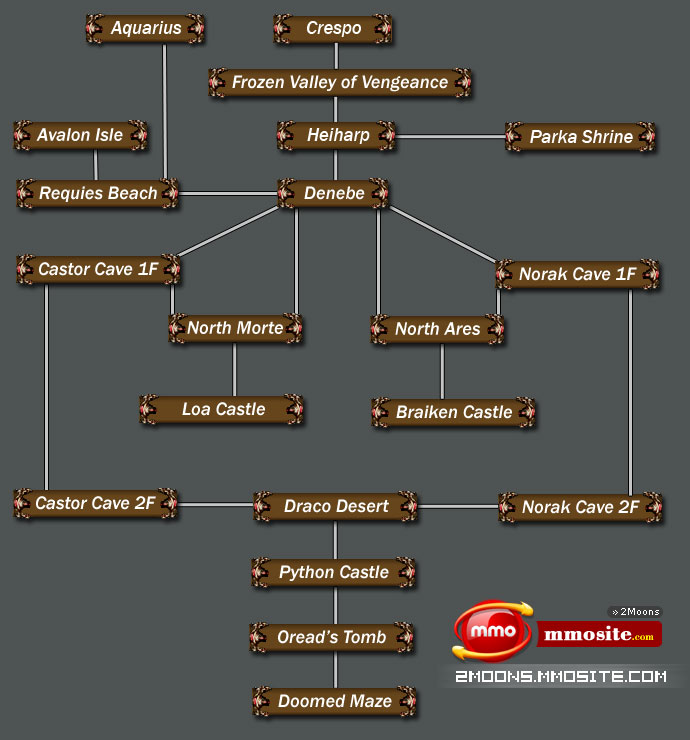 Aquarius
Crespo
Frozen Valley of Vengeance
Avalon Isle
Heiharp
Parka Shrine
Requies Beach
Denebe
Castor Cave 1F
Norak Cave 1F
North Morte
North Ares
Loa Castle
Braiken Castle
Castor Cave 2F
Draco Desert
Norak Cave 2F
Python Castle
Oread's Tomb
Doomed Maze
» 2Moons
mmo
mmosite.com
2MOONS.MMOSITE.COM